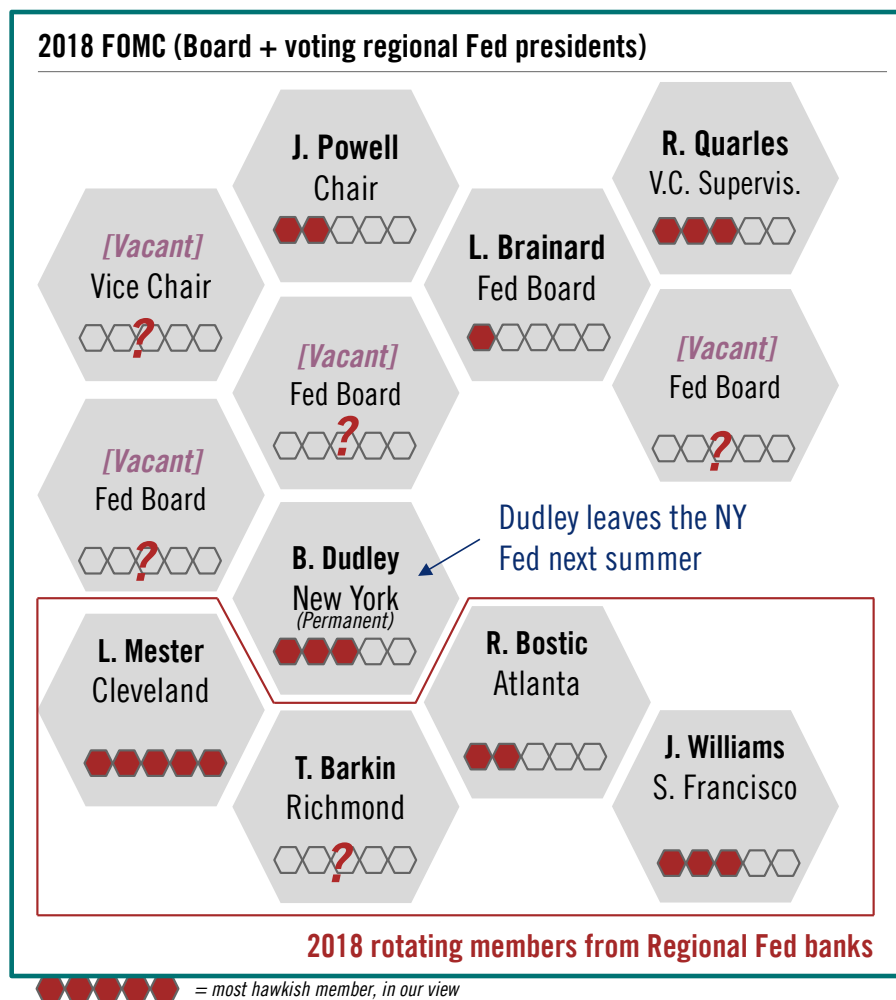 2018 FOMC (Board + voting regional Fed presidents)
J. Powell
Chair
R. Quarles
V.C. Supervis.
[Vacant]
Vice Chair
?
L. Brainard
Fed Board
[Vacant]
Fed Board
?
[Vacant]
Fed Board
?
[Vacant]
Fed Board
?
B. Dudley
New York
(Permanent)
Dudley leaves the NY
Fed next summer
L. Mester
Cleveland
R. Bostic
Atlanta
T. Barkin
Richmond
?
J. Williams
S. Francisco
2018 rotating members from Regional Fed banks
= most hawkish member, in our view